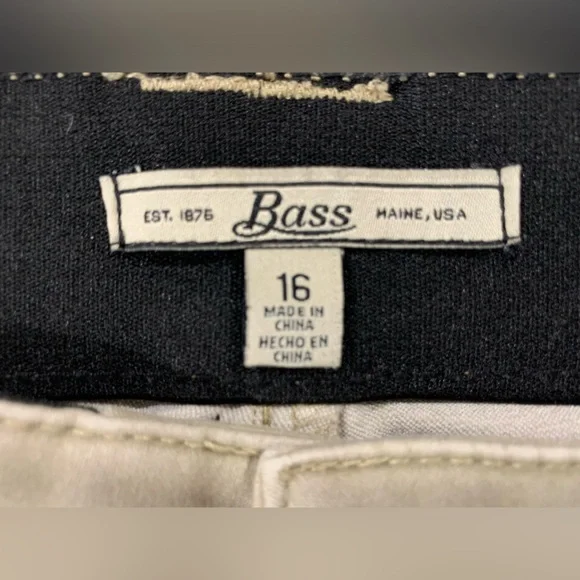 EST. 1876 Bass MAINE, USA
16
MADE IN
CHINA
HECHO EN
CHINA